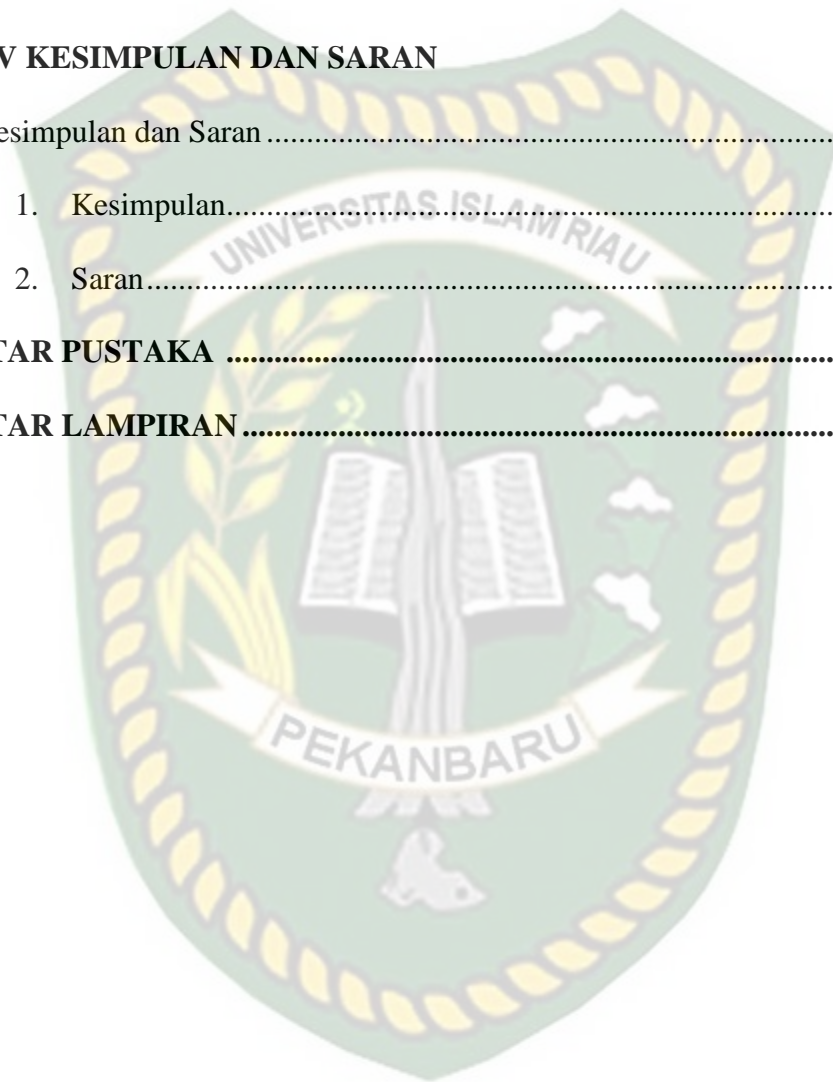 V KESIMPULAN DAN SARAN
esimpulan dan Saran ........................................................................
1. Kesimpulan............................................................................
2. Saran......................................................................................
TAR PUSTAKA ............................................................................
TAR LAMPIRAN..........................................................................
UNIVERSITAS ISLAM RIAU
PEKANBARU